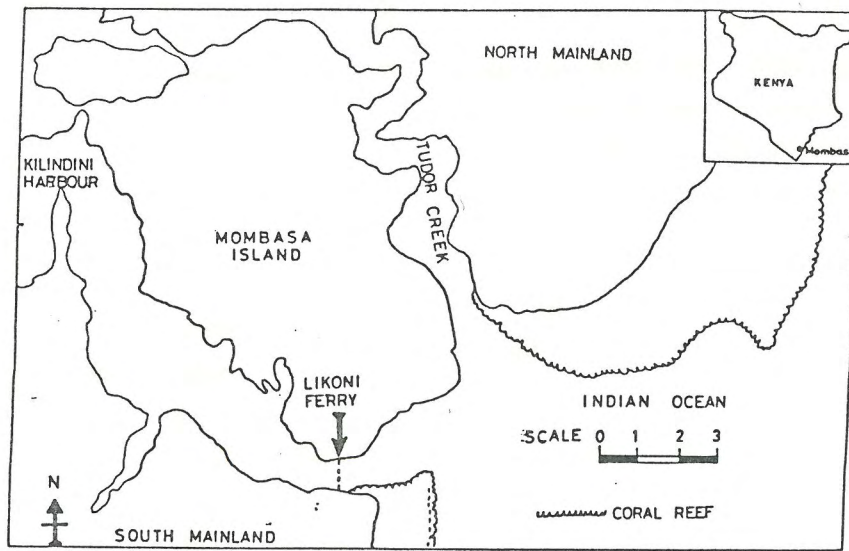 NORTH MAINLAND
KENYA
Mombas
KILINDINI
HARBOUR
TUDOR CREEK
MOMBASA
ISLAND
LIKONI
FERRY
INDIAN OCEAN
SCALE 0 1 2 3
N
CORAL REEF
SOUTH MAINLAND